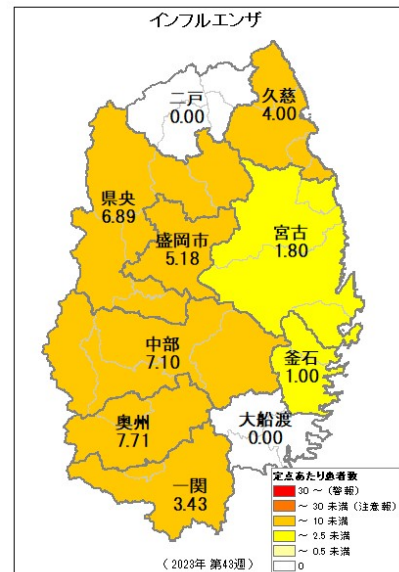 インフルエンザ
二戸
0.00
久慈
4.00
県央
6.89
盛岡市
5.18
宮古
1.80
中部
7.10
釜石
1.00
奥州
7.71
大船渡
0.00
一関
3.43
定点あたり患者数
30 ～ (警報)
～ 30 未満 (注意報)
～ 10 未満
～ 2.5 未満
～ 0.5 未満
0
(2023年 第43週)